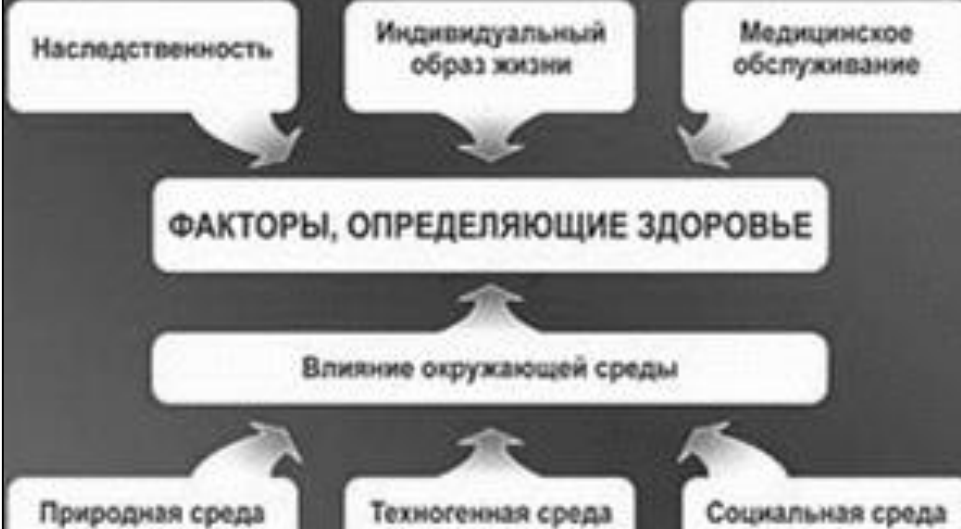 Наследственность
Индивидуальный
образ жизни
Медицинское
обслуживание
ФАКТОРЫ, ОПРЕДЕЛЯЮЩИЕ ЗДОРОВЬЕ
Влияние окружающей среды
Природная среда
Техногенная среда
Социальная среда